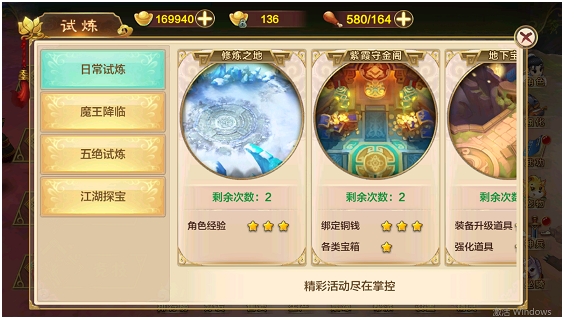 试炼
169940
136
580/164
日常试炼
魔王降临
五绝试炼
江湖探宝
修炼之地
剩余次数：2
角色经验
紫霞守金阁
剩余次数：2
绑定铜钱
各类宝箱
地下宝
剩余次数
装备升级道具
强化道具
精彩活动尽在掌控
激活 Windows